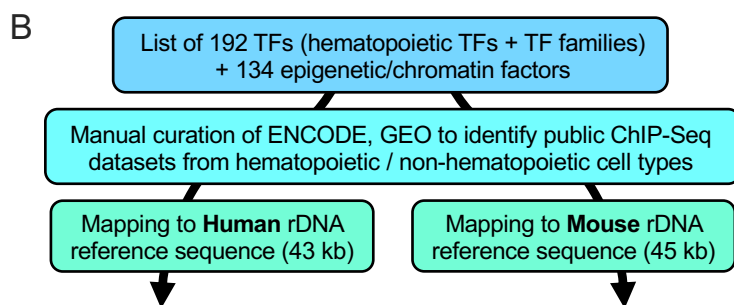 B
List of 192 TFs (hematopoietic TFs + TF families)
+ 134 epigenetic/chromatin factors
Manual curation of ENCODE, GEO to identify public ChIP-Seq
datasets from hematopoietic / non-hematopoietic cell types
Mapping to Human rDNA
reference sequence (43 kb)
Mapping to Mouse rDNA
reference sequence (45 kb)